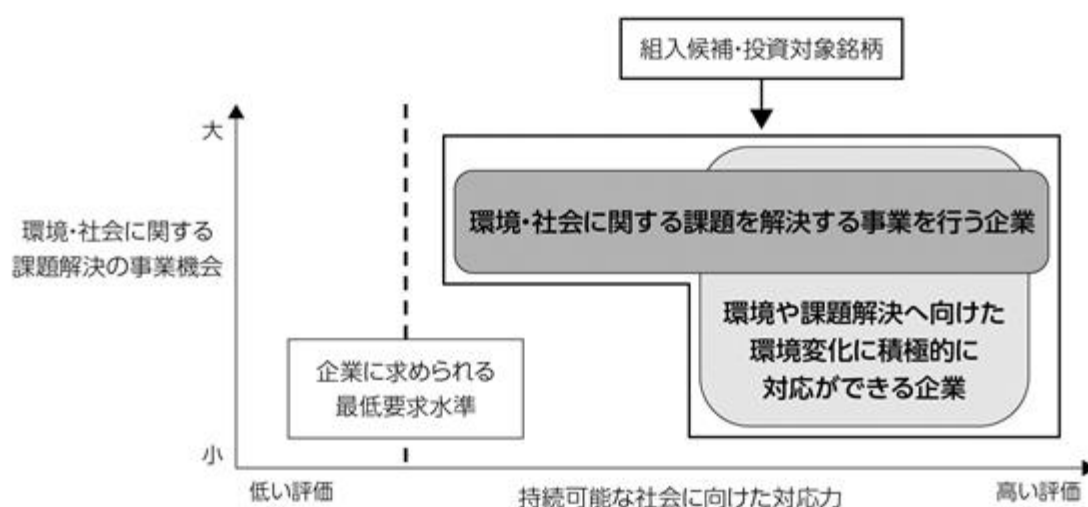 組入候補・投資対象銘柄
大
環境・社会に関する
課題解決の事業機会
環境・社会に関する課題を解決する事業を行う企業
環境や課題解決へ向けた
環境変化に積極的に
対応ができる企業
企業に求められる
最低要求水準
小
低い評価
持続可能な社会に向けた対応力
高い評価